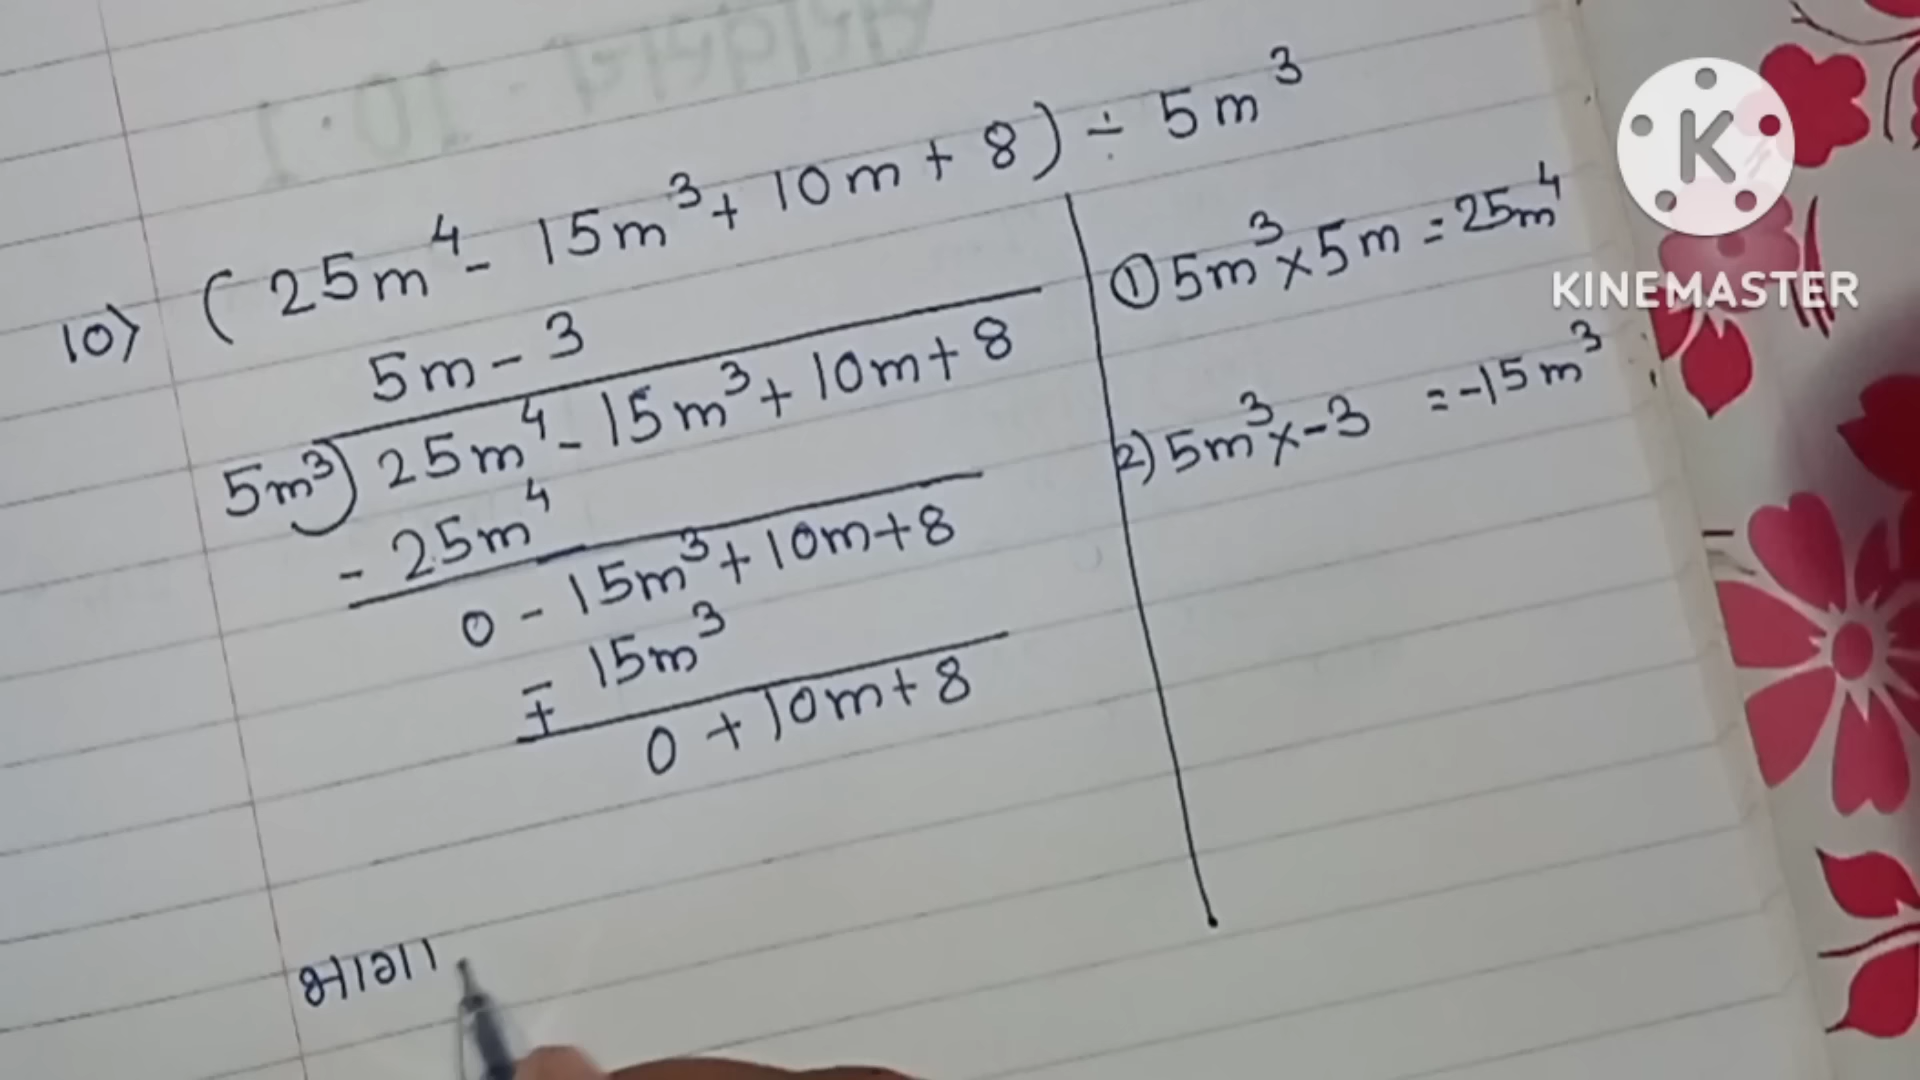 10) (25m⁴ - 15m³ + 10m + 8) ÷ 5m³
5m - 3
5m³) 25m⁴ - 15m³ + 10m + 8
- 25m⁴
0 - 15m³ + 10m + 8
∓ 15m³
0 + 10m + 8
① 5m³ × 5m = 25m⁴
2) 5m³ × -3 = -15m³
KINEMASTER